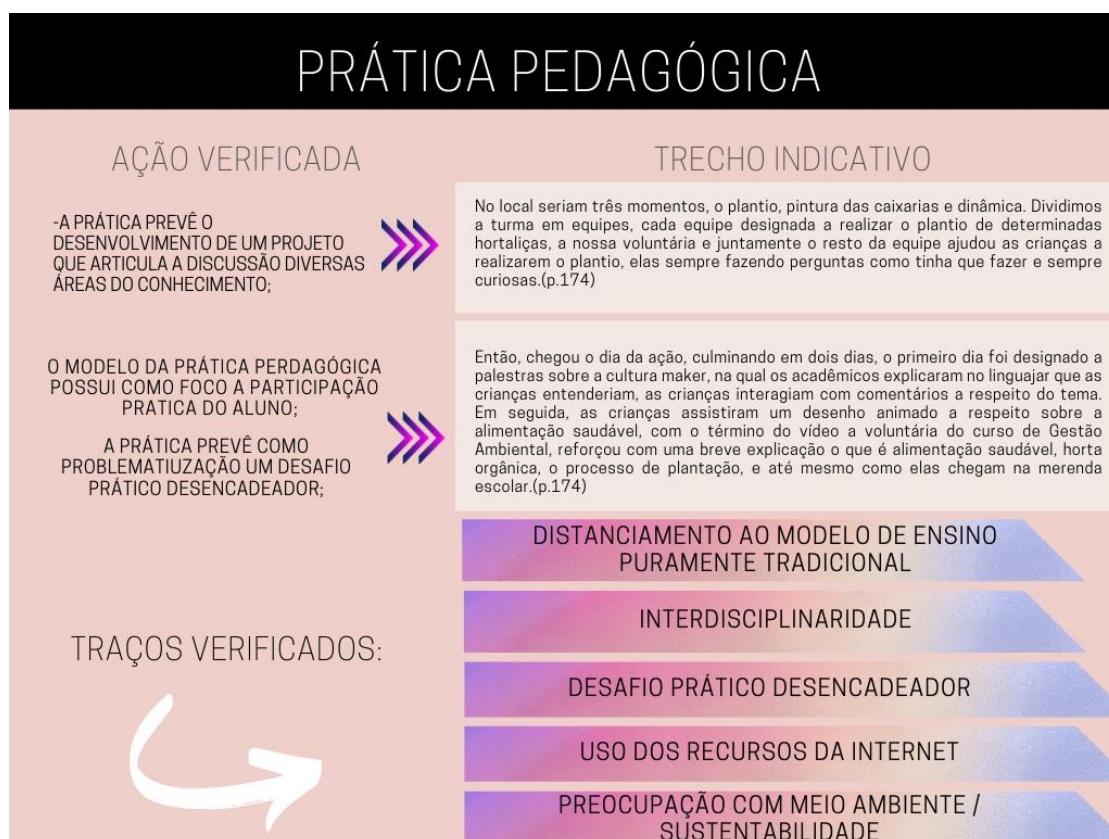 PRÁTICA PEDAGÓGICA
AÇÃO VERIFICADA
TRECHO INDICATIVO
-A PRÁTICA PREVÊ O
DESENVOLVIMENTO DE UM PROJETO
QUE ARTICULA A DISCUSSÃO DIVERSAS
ÁREAS DO CONHECIMENTO;
No local seriam três momentos, o plantio, pintura das caixarias e dinâmica. Dividimos
a turma em equipes, cada equipe designada a realizar o plantio de determinadas
hortaliças, a nossa voluntária e juntamente o resto da equipe ajudou as crianças a
realizarem o plantio, elas sempre fazendo perguntas como tinha que fazer e sempre
curiosas.(p.174)
O MODELO DA PRÁTICA PERDAGÓGICA
POSSUI COMO FOCO A PARTICIPAÇÃO
PRATICA DO ALUNO;
A PRÁTICA PREVÊ COMO
PROBLEMATIUZAÇÃO UM DESAFIO
PRÁTICO DESENCADEADOR;
Então, chegou o dia da ação, culminando em dois dias, o primeiro dia foi designado a
palestras sobre a cultura maker, na qual os acadêmicos explicaram no linguajar que as
crianças entenderiam, as crianças interagiam com comentários a respeito do tema.
Em seguida, as crianças assistiram um desenho animado a respeito sobre a
alimentação saudável, com o término do vídeo a voluntária do curso de Gestão
Ambiental, reforçou com uma breve explicação o que é alimentação saudável, horta
orgânica, o processo de plantação, e até mesmo como elas chegam na merenda
escolar.(p.174)
TRAÇOS VERIFICADOS:
DISTANCIAMENTO AO MODELO DE ENSINO
PURAMENTE TRADICIONAL
INTERDISCIPLINARIDADE
DESAFIO PRÁTICO DESENCADEADOR
USO DOS RECURSOS DA INTERNET
PREOCUPAÇÃO COM MEIO AMBIENTE /
SUSTENTABILIDADE